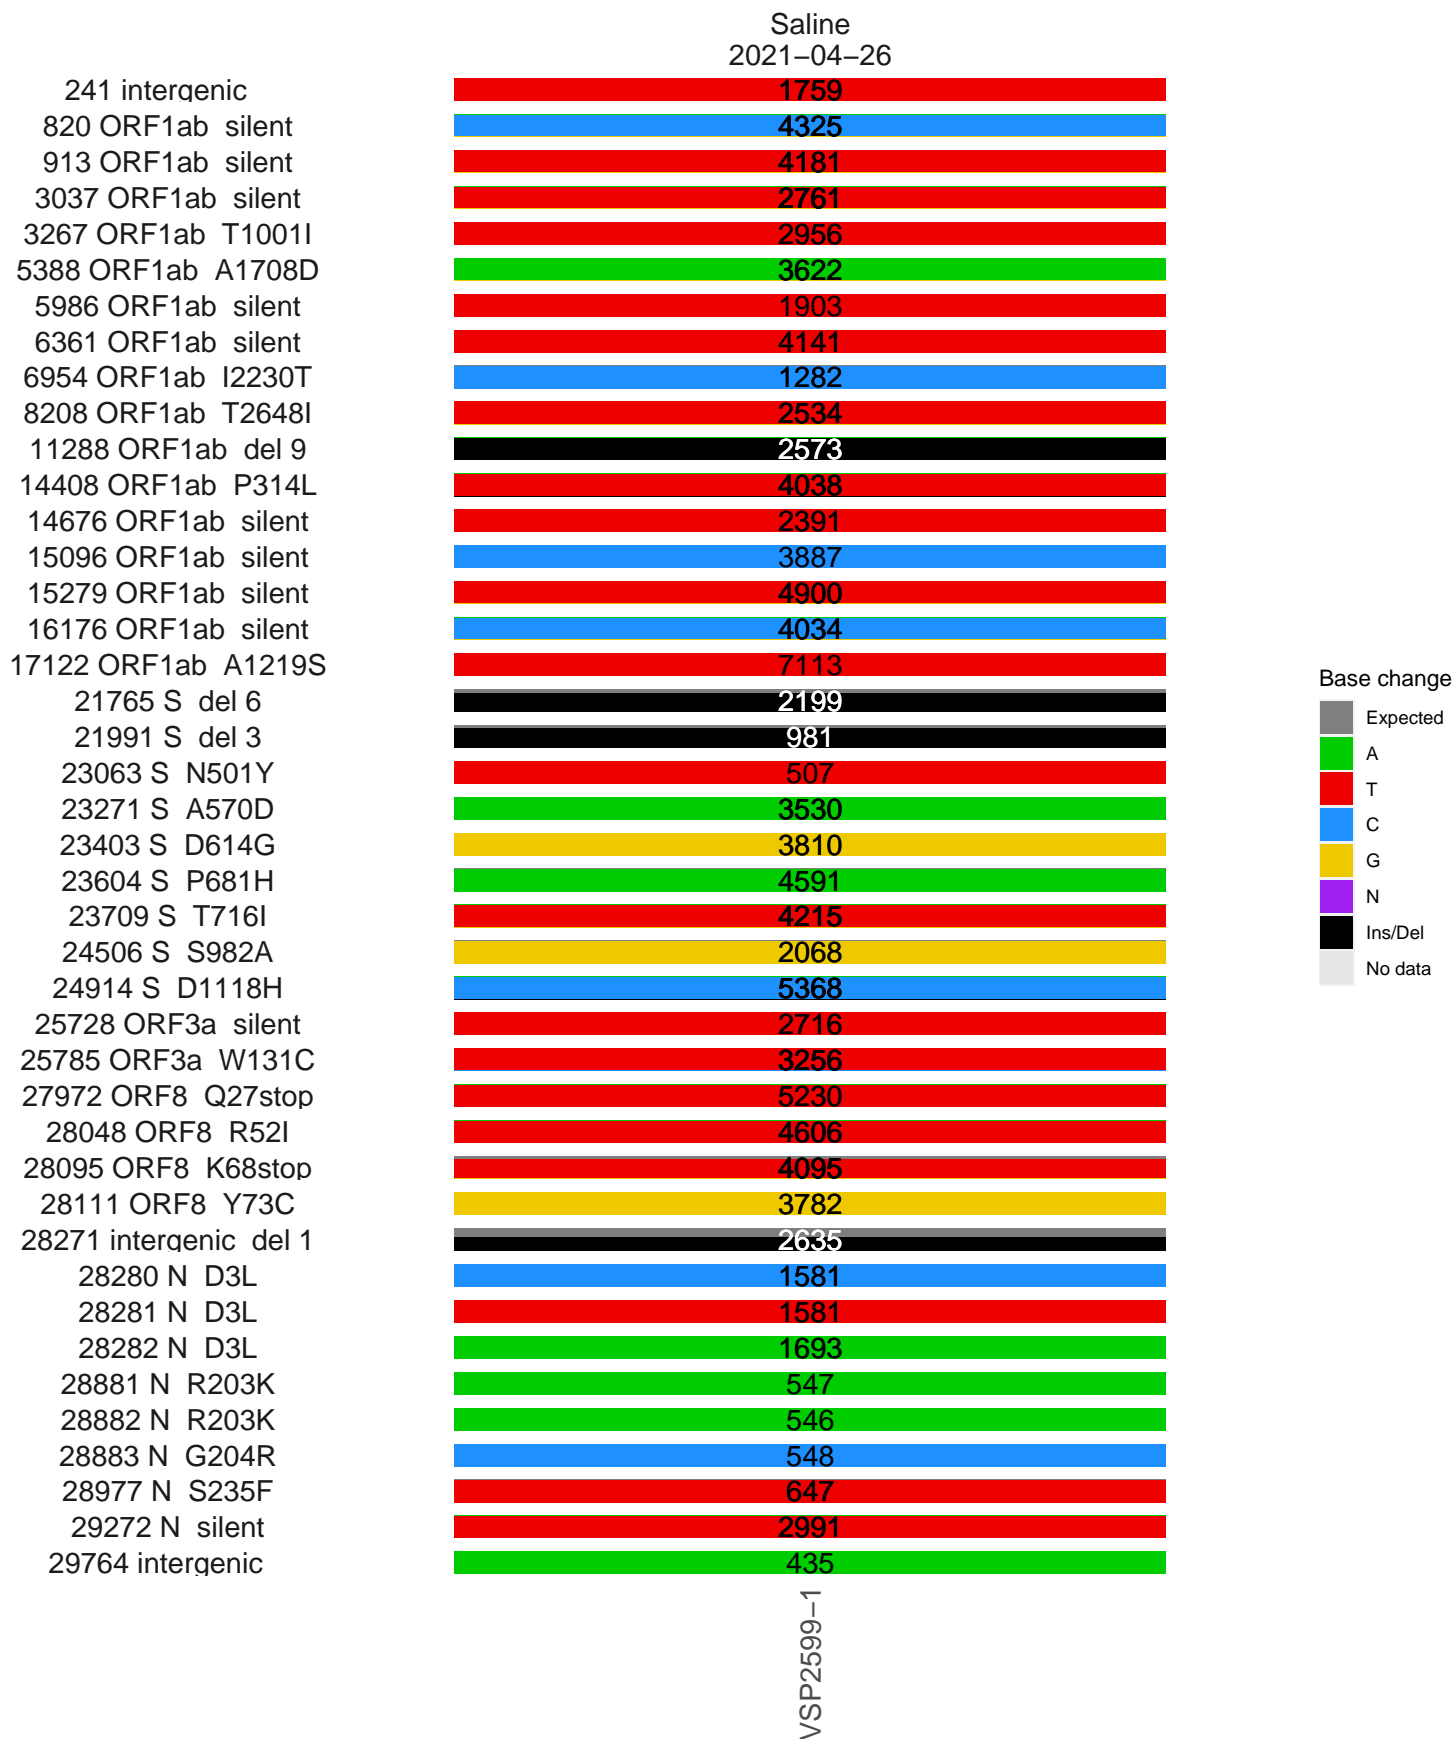 Saline
2021−04−26
241 intergenic 1759
820 ORF1ab silent 4325
913 ORF1ab silent 4181
3037 ORF1ab silent 2761
3267 ORF1ab T1001I 2956
5388 ORF1ab A1708D 3622
5986 ORF1ab silent 1903
6361 ORF1ab silent 4141
6954 ORF1ab I2230T 1282
8208 ORF1ab T2648I 2534
11288 ORF1ab del 9 2573
14408 ORF1ab P314L 4038
14676 ORF1ab silent 2391
15096 ORF1ab silent 3887
15279 ORF1ab silent 4900
16176 ORF1ab silent 4034
17122 ORF1ab A1219S 7113
21765 S del 6 2199
21991 S del 3 981
23063 S N501Y 507
23271 S A570D 3530
23403 S D614G 3810
23604 S P681H 4591
23709 S T716I 4215
24506 S S982A 2068
24914 S D1118H 5368
25728 ORF3a silent 2716
25785 ORF3a W131C 3256
27972 ORF8 Q27stop 5230
28048 ORF8 R52I 4606
28095 ORF8 K68stop 4095
28111 ORF8 Y73C 3782
28271 intergenic del 1 2635
28280 N D3L 1581
28281 N D3L 1581
28282 N D3L 1693
28881 N R203K 547
28882 N R203K 546
28883 N G204R 548
28977 N S235F 647
29272 N silent 2991
29764 intergenic 435
VSP2599−1
Base change
Expected
A
T
C
G
N
Ins/Del
No data